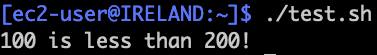 [ec2-user@IRELAND:~]$ ./test.sh
100 is less than 200!